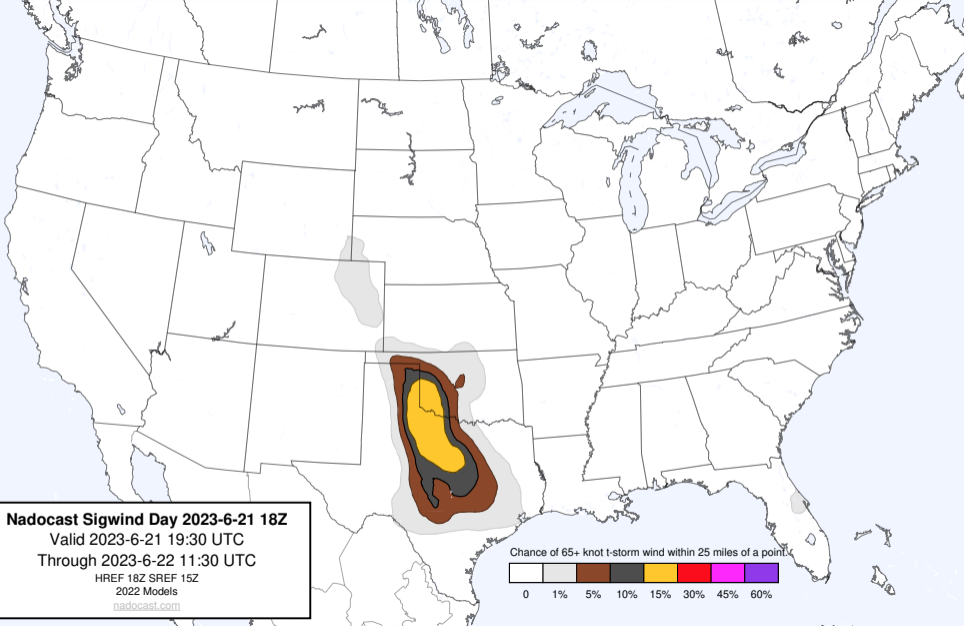 Nadocast Sigwind Day 2023-6-21 18Z
Valid 2023-6-21 19:30 UTC
Through 2023-6-22 11:30 UTC
HREF 18Z SREF 15Z
2022 Models
nadocast.com
Chance of 65+ knot t-storm wind within 25 miles of a point.
0 1% 5% 10% 15% 30% 45% 60%